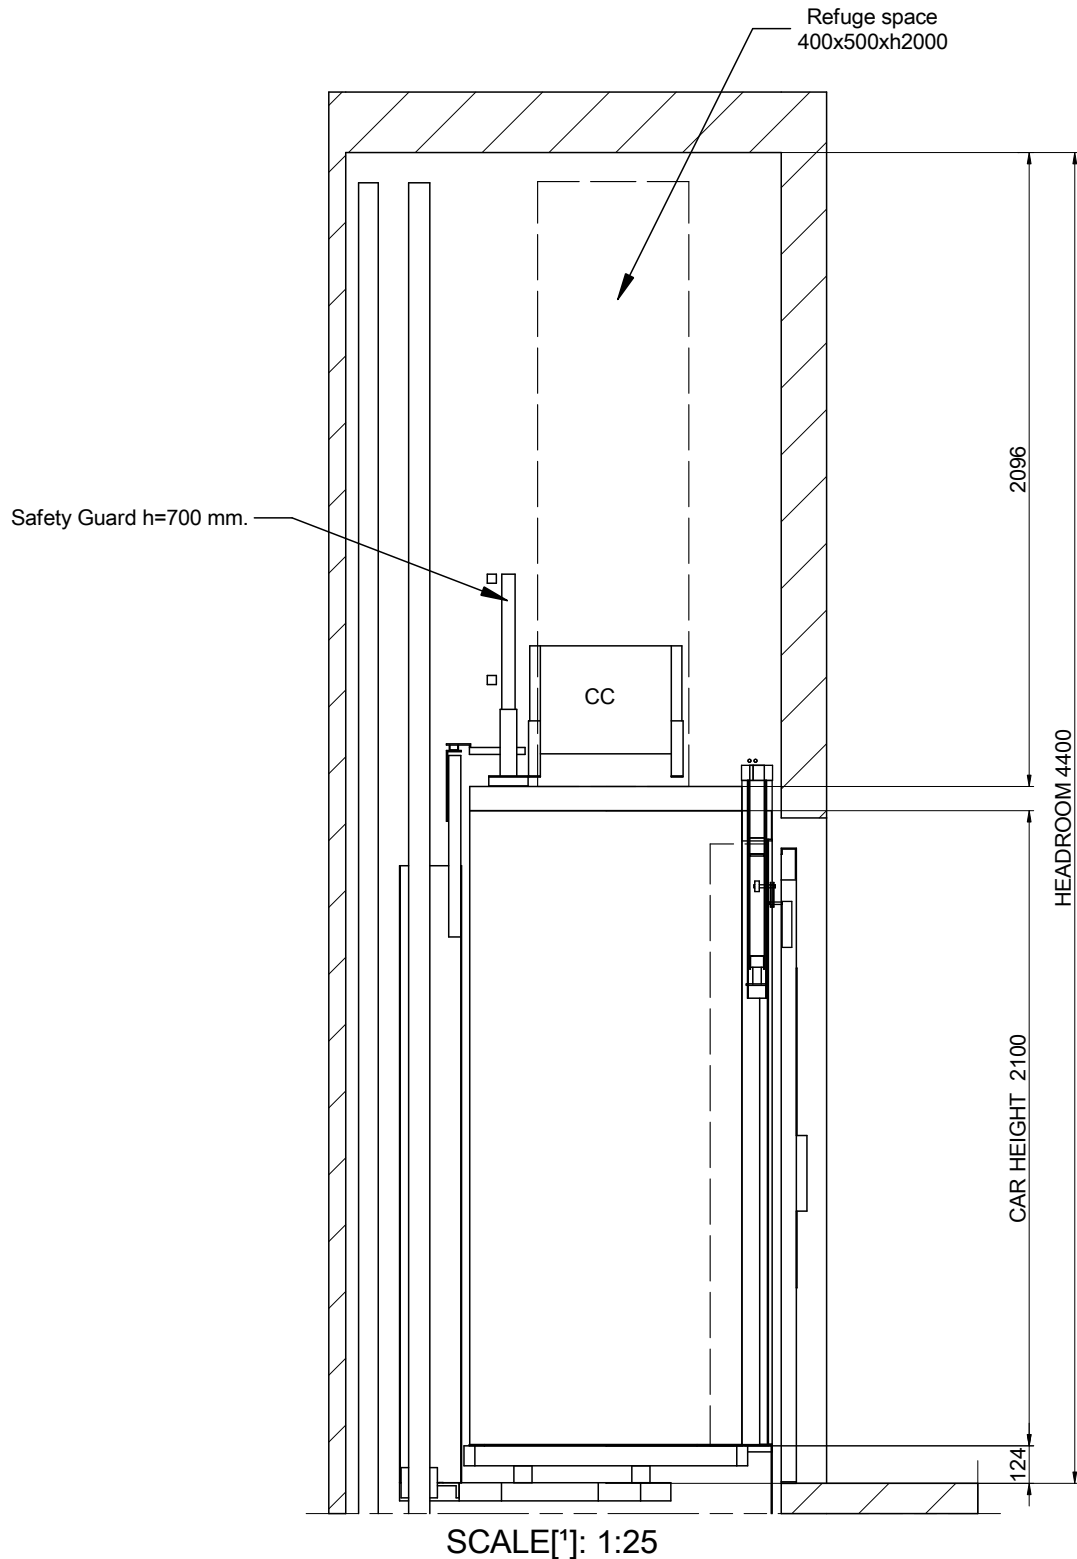 Refuge space
400x500xh2000
2096
Safety Guard h=700 mm.
CC
HEADROOM 4400
CAR HEIGHT 2100
124
SCALE[¹]: 1:25